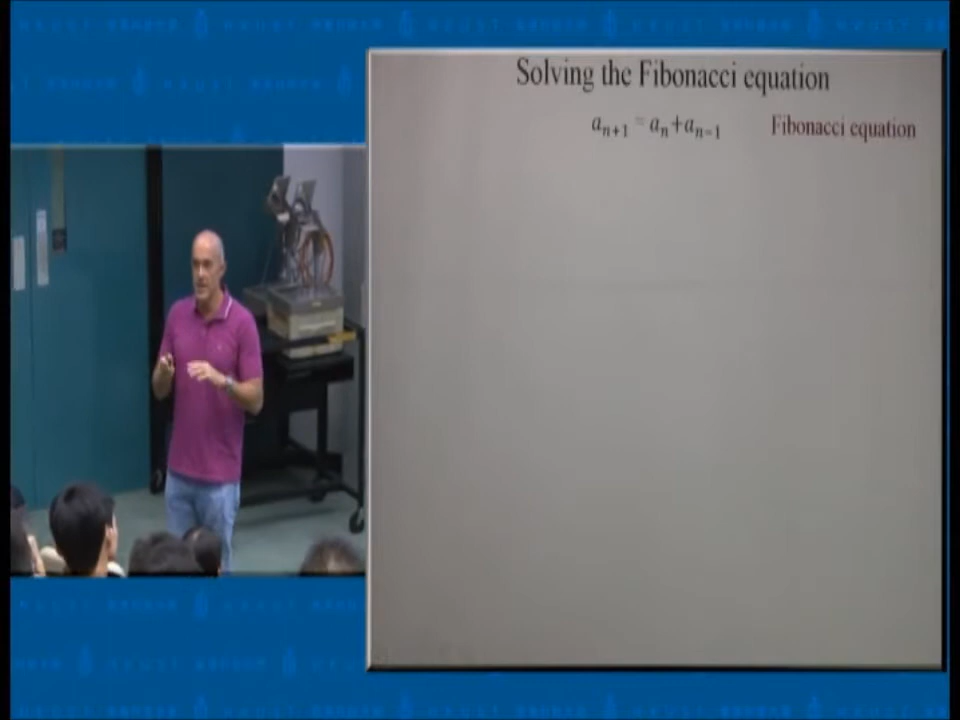 Solving the Fibonacci equation
aₙ₊₁ = aₙ+aₙ₋₁ Fibonacci equation